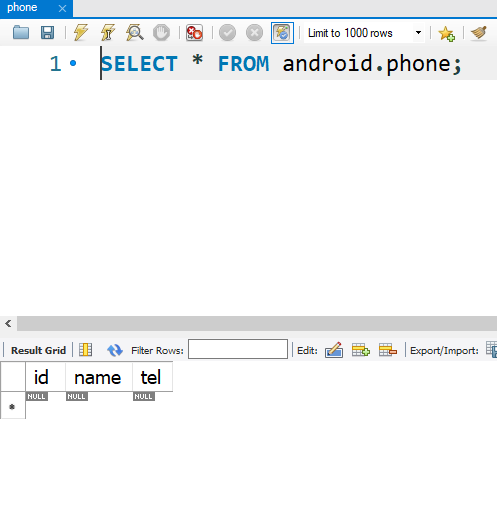 phone
Limit to 1000 rows
1 SELECT * FROM android.phone;
Result Grid Filter Rows: Edit: Export/Import:
id name tel
NULL NULL NULL